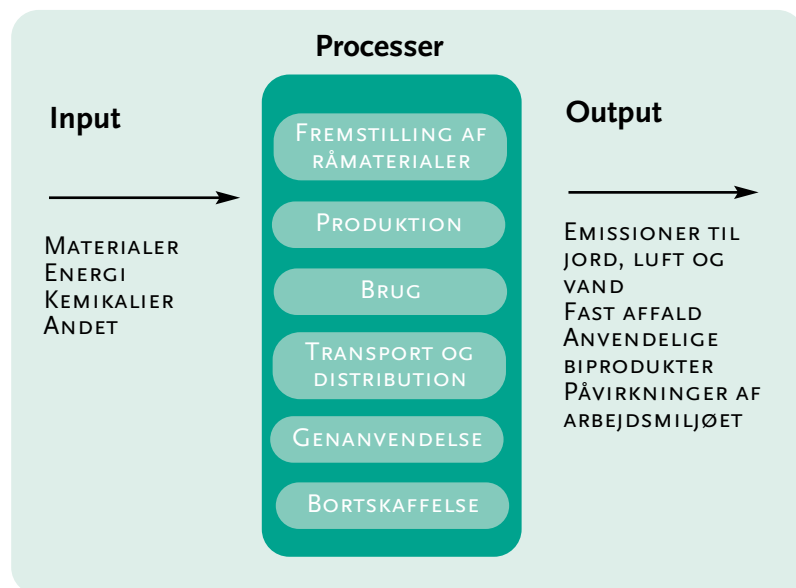 Processer
Input
Output
FREMSTILLING AF
RÅMATERIALER
PRODUKTION
BRUG
TRANSPORT OG
DISTRIBUTION
GENANVENDELSE
BORTSKAFFELSE
MATERIALER
ENERGI
KEMIKALIER
ANDET
EMISSIONER TIL
JORD, LUFT OG
VAND
FAST AFFALD
ANVENDELIGE
BIPRODUKTER
PÅVIRKNINGER AF
ARBEJDSMILJØET